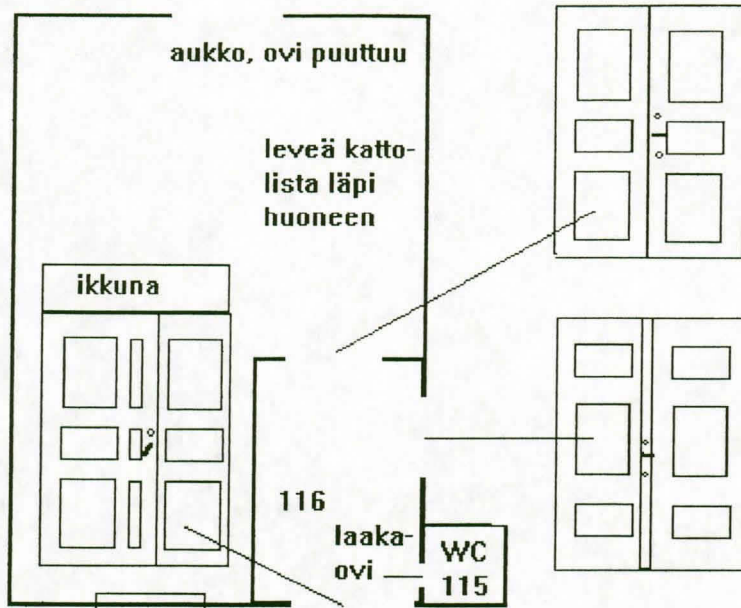 aukko, ovi puuttuu
leveä katto-
lista läpi
huoneen
ikkuna
116
laaka-
ovi
WC
115